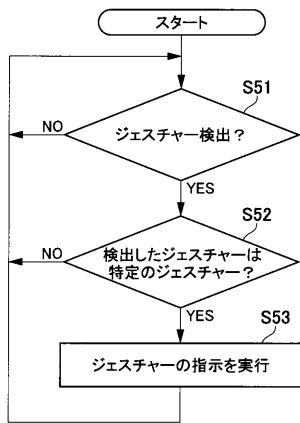 スタート
S51
ジェスチャー検出?
NO
YES
S52
検出したジェスチャーは
特定のジェスチャー?
NO
YES
S53
ジェスチャーの指示を実行